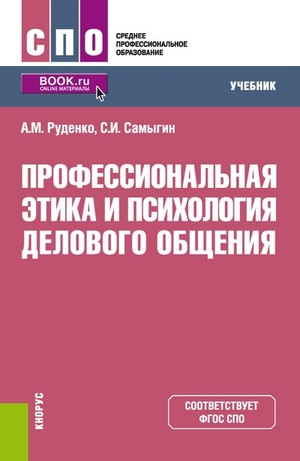 СПО
СРЕДНЕЕ
ПРОФЕССИОНАЛЬНОЕ
ОБРАЗОВАНИЕ
BOOK.ru
ONLINE МАТЕРИАЛЫ
УЧЕБНИК
А.М. Руденко, С.И. Самыгин
ПРОФЕССИОНАЛЬНАЯ
ЭТИКА И ПСИХОЛОГИЯ
ДЕЛОВОГО ОБЩЕНИЯ
КНОРУС
СООТВЕТСТВУЕТ
ФГОС СПО